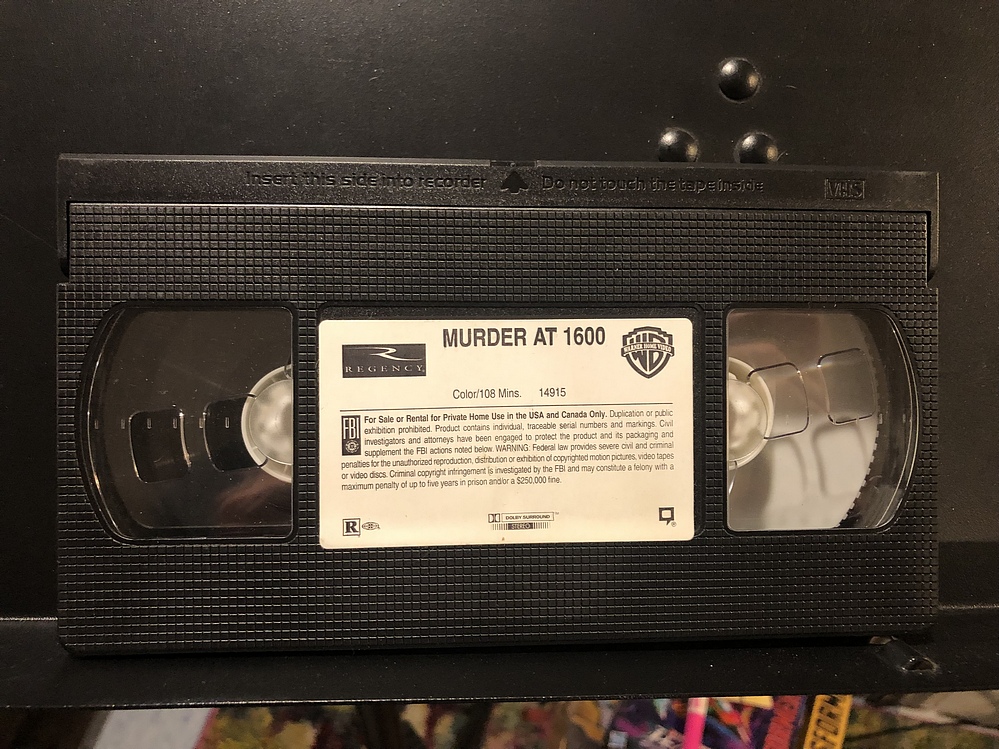 Insert this side into recorder Do not touch the tape inside VHS
MURDER AT 1600
REGENCY
WARNER HOME VIDEO
Color/108 Mins. 14915
FBI
For Sale or Rental for Private Home Use in the USA and Canada Only. Duplication or public
exhibition prohibited. Product contains individual, traceable serial numbers and markings. Civil
investigators and attorneys have been engaged to protect the product and its packaging and
supplement the FBI actions noted below. WARNING: Federal law provides severe civil and criminal
penalties for the unauthorized reproduction, distribution or exhibition of copyrighted motion pictures, video tapes
or video discs. Criminal copyright infringement is investigated by the FBI and may constitute a felony with a
maximum penalty of up to five years in prison and/or a $250,000 fine.
R
DOLBY SURROUND
STEREO